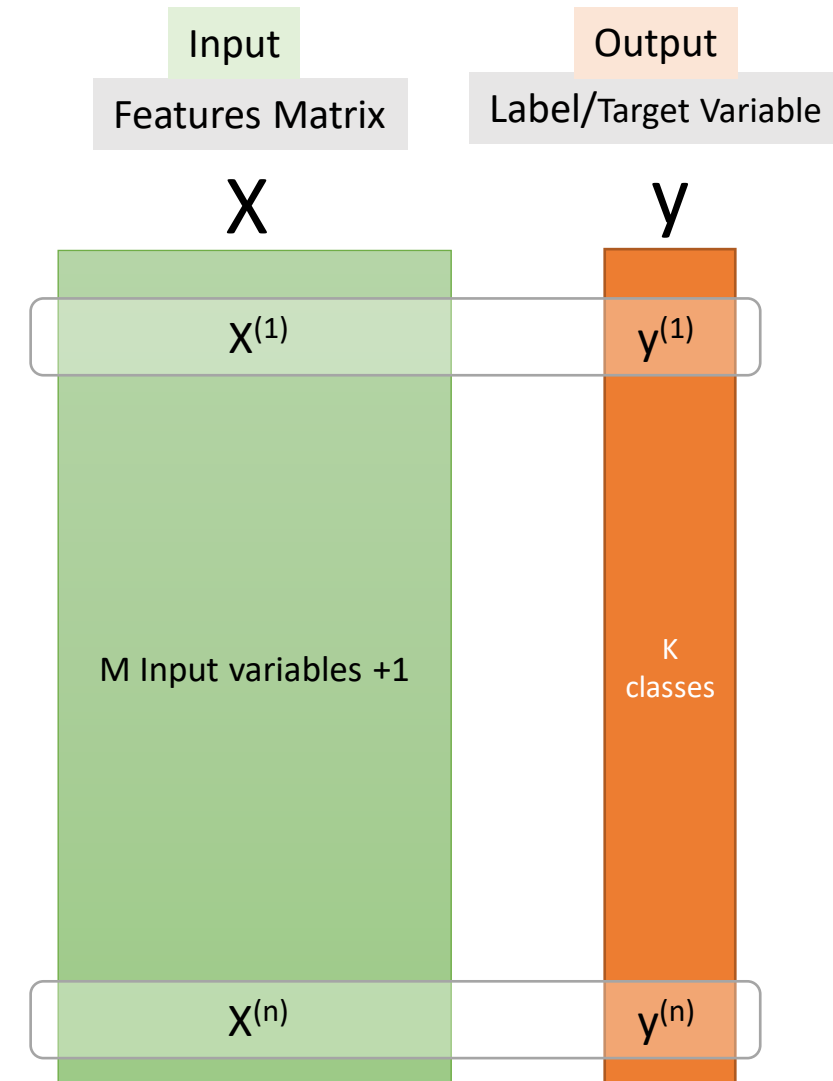 Input
Output
Features Matrix
Label/Target Variable
X
y
X(1)
y(1)
M Input variables +1
K
classes
X(n)
y(n)